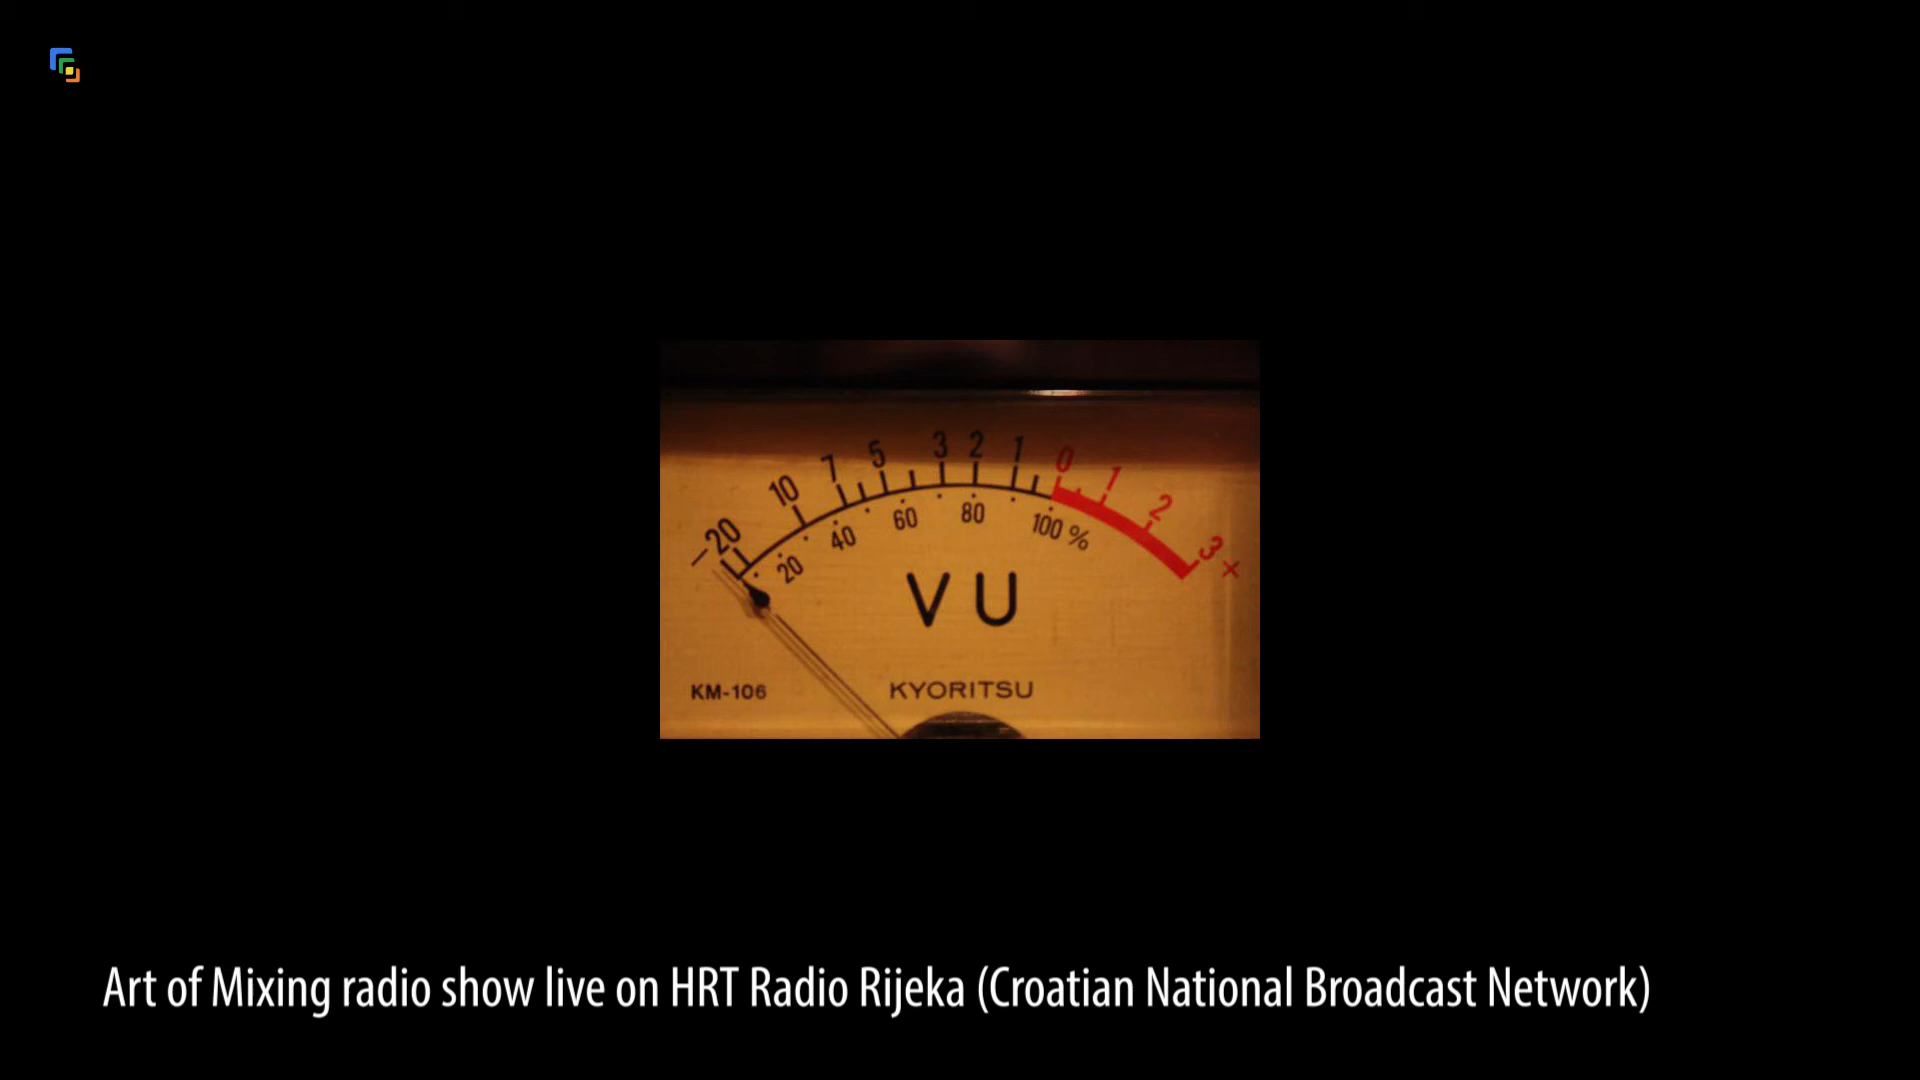 -20 10 7 5 3 2 1 0 1 2 3 ×
20 40 60 80 100 %
VU
KM-106 KYORITSU
Art of Mixing radio show live on HRT Radio Rijeka (Croatian National Broadcast Network)